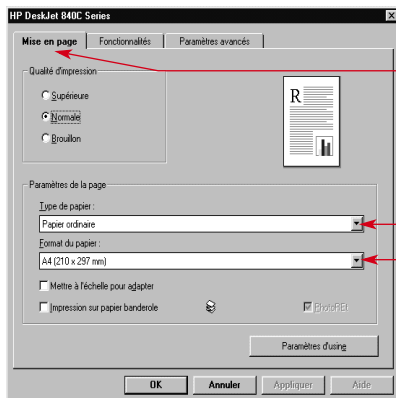 HP DeskJet 840C Series
Mise en page Fonctionnalités Paramètres avancés
Qualité d'impression
Supérieure
Normale
Brouillon
R
Paramètres de la page
Type de papier :
Papier ordinaire
Format du papier :
A4 (210 x 297 mm)
Mettre à l'échelle pour adapter
Impression sur papier banderole PhotoREt
Paramètres d'usine
OK Annuler Appliquer Aide